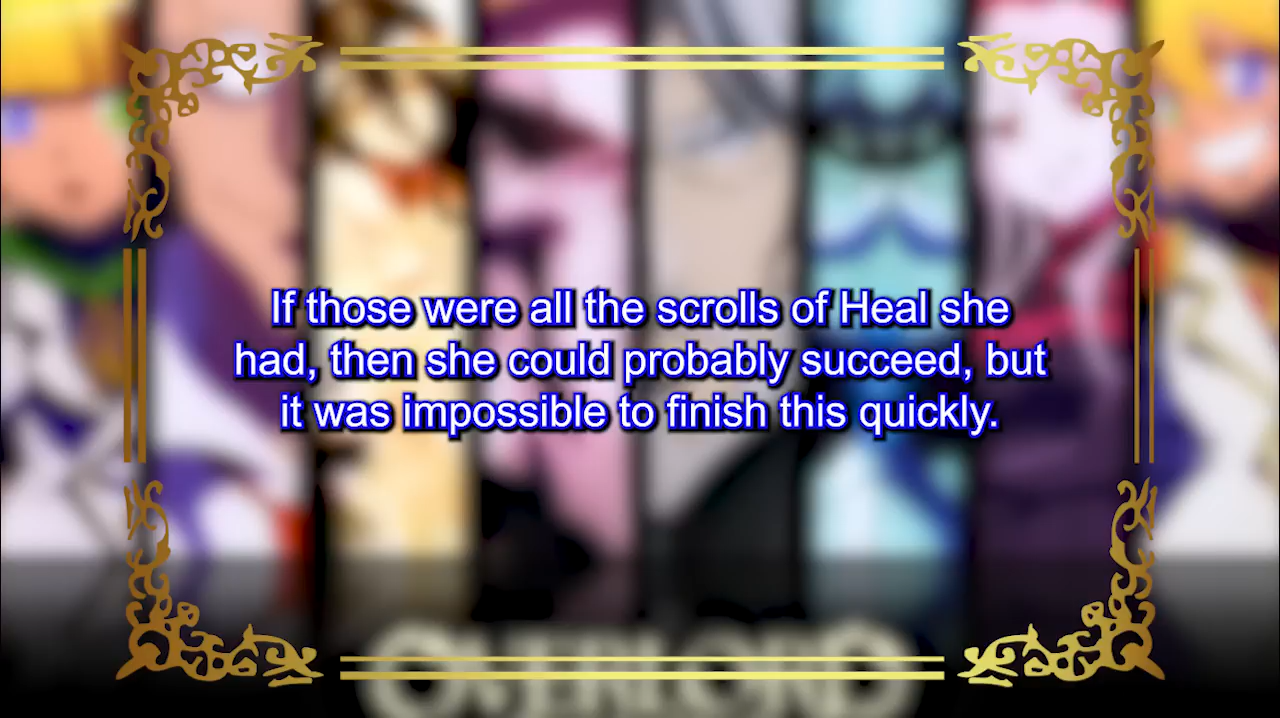 If those were all the scrolls of Heal she
had, then she could probably succeed, but
it was impossible to finish this quickly.
OVERLORD